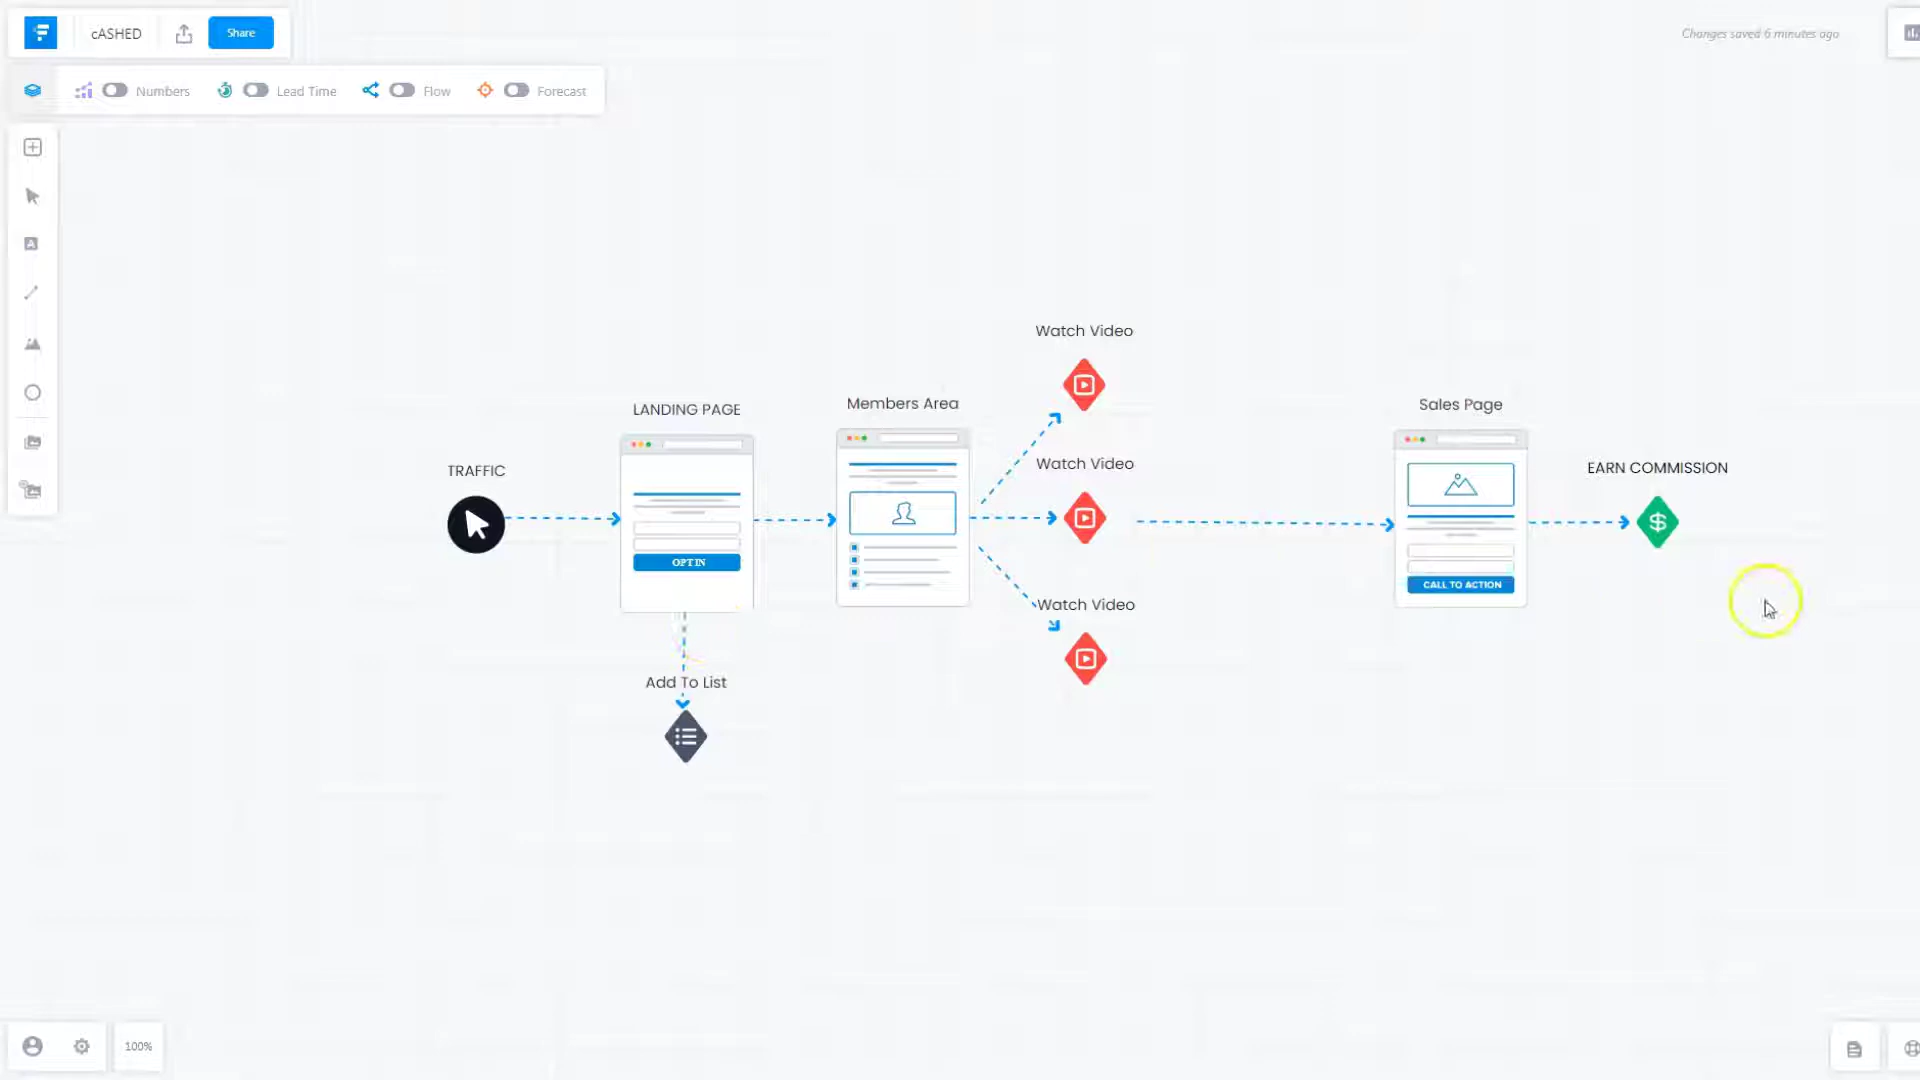 cASHED
Share
Changes saved 6 minutes ago
Numbers
Lead Time
Flow
Forecast
Watch Video
Members Area
Sales Page
LANDING PAGE
Watch Video
EARN COMMISSION
TRAFFIC
OPT IN
CALL TO ACTION
Watch Video
Add To List
100%